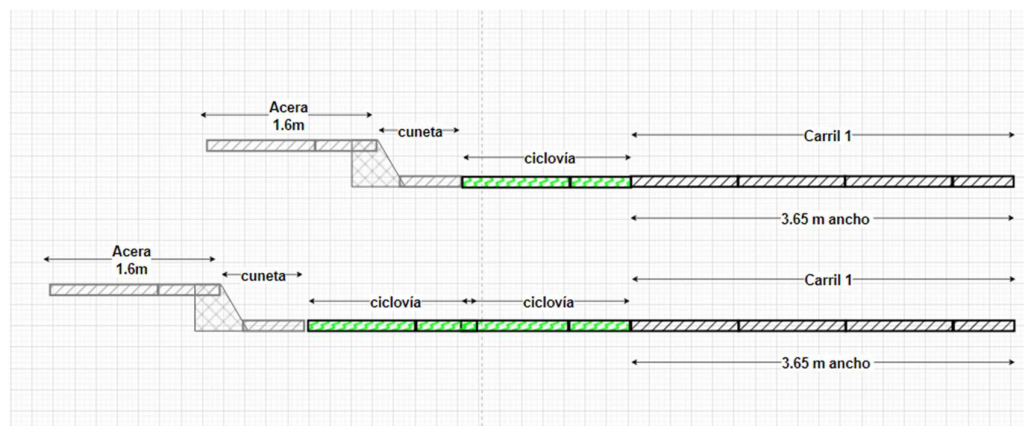 Acera
1.6m
cuneta
ciclovía
Carril 1
3.65 m ancho
Acera
1.6m
cuneta
ciclovía
ciclovía
Carril 1
3.65 m ancho